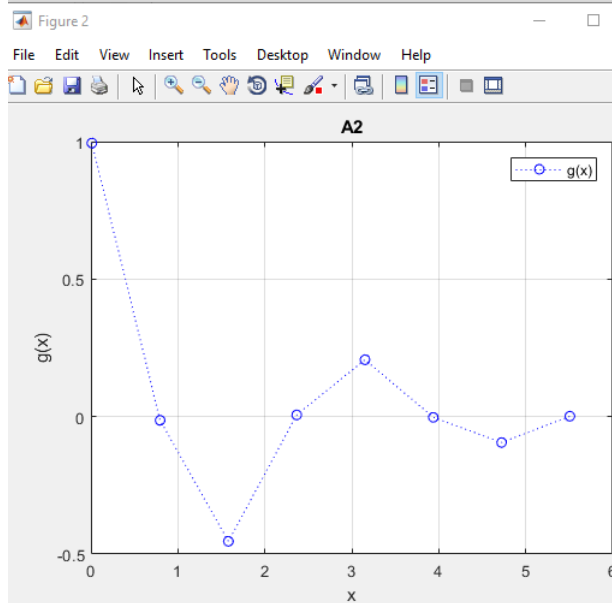 Figure 2
File Edit View Insert Tools Desktop Window Help
A2
1
g(x)
0.5
g(x)
0
-0.5
0 1 2 3 4 5 6
x